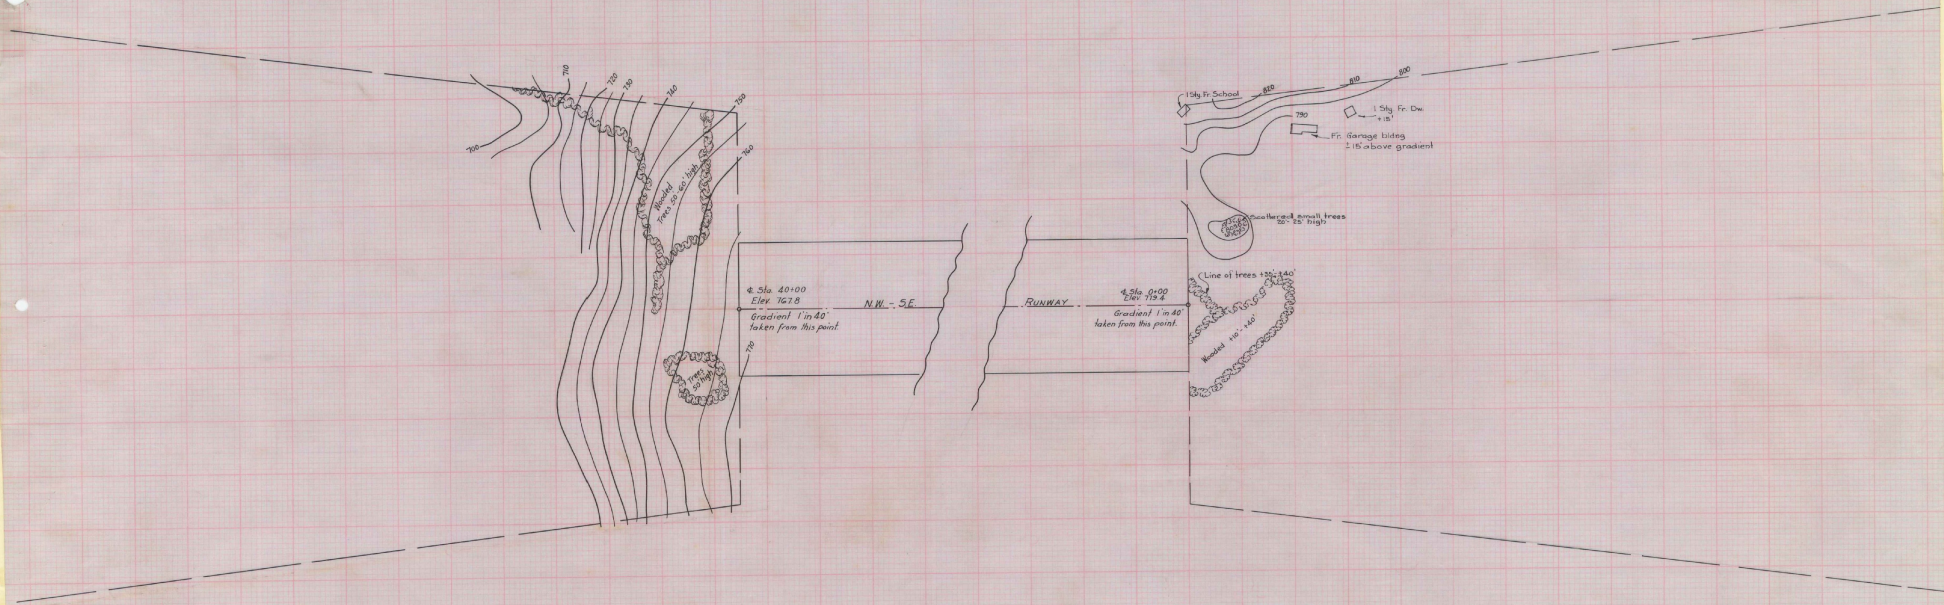 710
720
730
740
750
760
700
Wooded
Trees 50'-60' high
¢ Sta. 40+00
Elev. 767.8
Gradient 1' in 40'
taken from this point.
770
Trees
50' high
N.W. - S.E.
RUNWAY
¢ Sta. 0+00
Elev. 779.4
Gradient 1' in 40'
taken from this point.
1 Sty. Fr. School
820
810
800
790
1 Sty. Fr. Dw.
+15'
Fr. Garage bldng
-15' above gradient
Scattered small trees
20'-25' high
Line of trees +35'-+40'
Wooded +10'-+40'